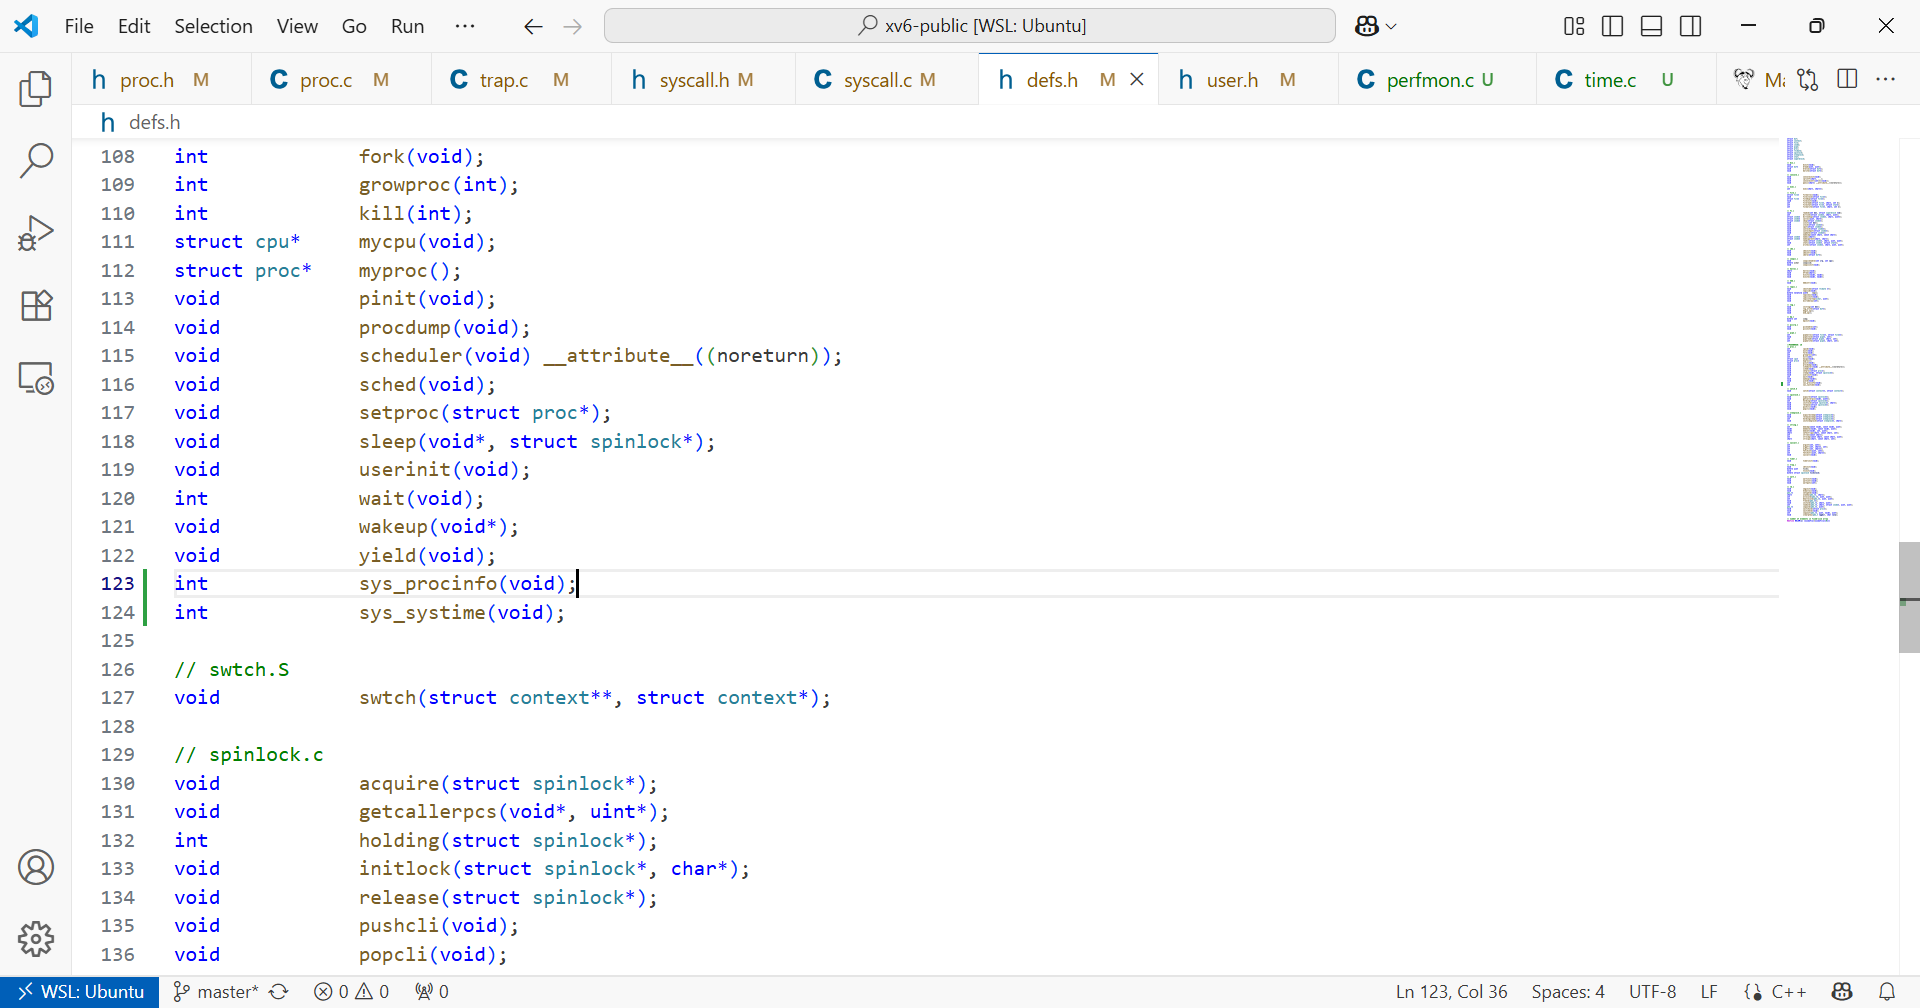 File Edit Selection View Go Run ··· xv6-public [WSL: Ubuntu]
h proc.h M C proc.c M C trap.c M h syscall.h M C syscall.c M h defs.h M h user.h M C perfmon.c U C time.c U Ma ···
h defs.h
108 int fork(void);
109 int growproc(int);
110 int kill(int);
111 struct cpu* mycpu(void);
112 struct proc* myproc();
113 void pinit(void);
114 void procdump(void);
115 void scheduler(void) __attribute__((noreturn));
116 void sched(void);
117 void setproc(struct proc*);
118 void sleep(void*, struct spinlock*);
119 void userinit(void);
120 int wait(void);
121 void wakeup(void*);
122 void yield(void);
123 int sys_procinfo(void);
124 int sys_systime(void);
125
126 // swtch.S
127 void swtch(struct context**, struct context*);
128
129 // spinlock.c
130 void acquire(struct spinlock*);
131 void getcallerpcs(void*, uint*);
132 int holding(struct spinlock*);
133 void initlock(struct spinlock*, char*);
134 void release(struct spinlock*);
135 void pushcli(void);
136 void popcli(void);
WSL: Ubuntu master* 0 0 0 Ln 123, Col 36 Spaces: 4 UTF-8 LF C++